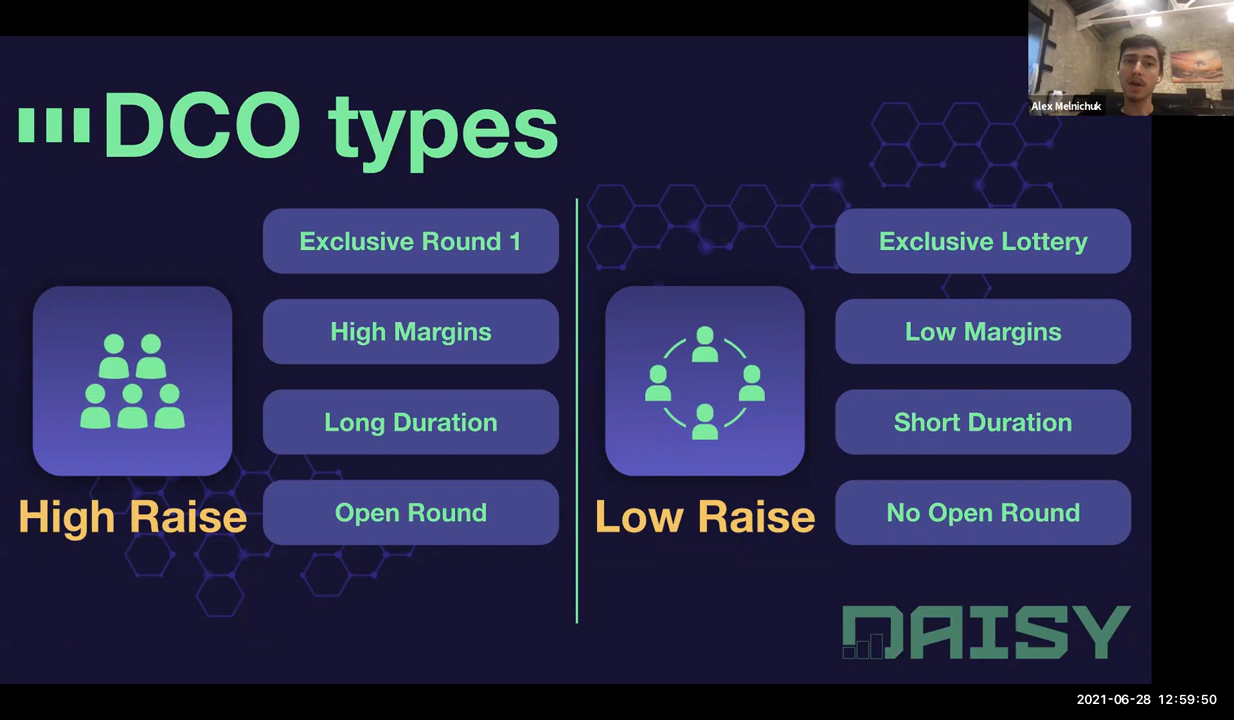 DCO types
Exclusive Round 1
High Margins
Long Duration
Open Round
High Raise
Exclusive Lottery
Low Margins
Short Duration
No Open Round
Low Raise
DAISY
Alex Melnichuk
2021-06-28 12:59:50